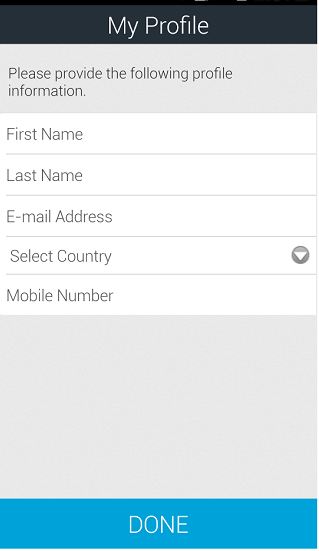 My Profile
Please provide the following profile
information.
First Name
Last Name
E-mail Address
Select Country
Mobile Number
DONE